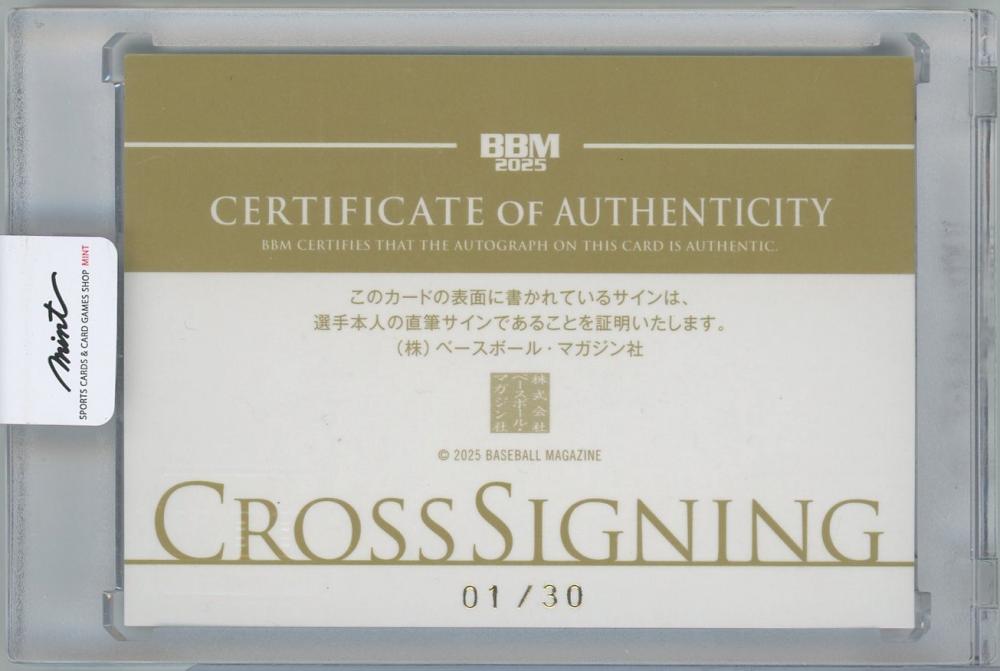 BBM
2025
CERTIFICATE OF AUTHENTICITY
BBM CERTIFIES THAT THE AUTOGRAPH ON THIS CARD IS AUTHENTIC.
このカードの表面に書かれているサインは、
選手本人の直筆サインであることを証明いたします。
（株）ベースボール・マガジン社
株式会社
ベースボール・
マガジン社
© 2025 BASEBALL MAGAZINE
CROSSSIGNING
01/30
mint
SPORTS CARDS & CARD GAMES SHOP MINT